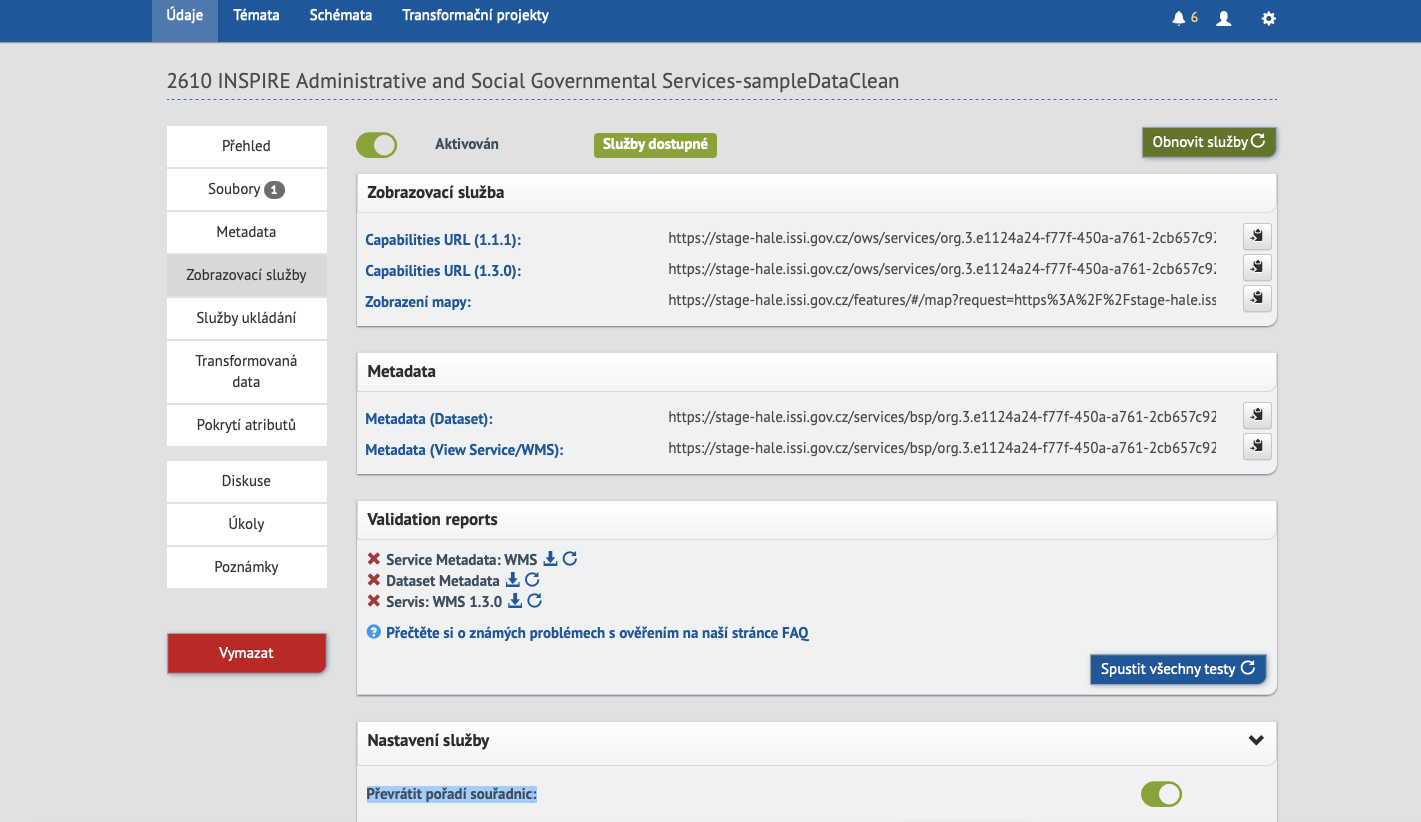 Údaje Témata Schémata Transformační projekty 6
2610 INSPIRE Administrative and Social Governmental Services-sampleDataClean
Přehled
Soubory 1
Metadata
Zobrazovací služby
Služby ukládání
Transformovaná
data
Pokrytí atributů
Diskuse
Úkoly
Poznámky
Vymazat
Aktivován Služby dostupné Obnovit služby
Zobrazovací služba
Capabilities URL (1.1.1): https://stage-hale.issi.gov.cz/ows/services/org.3.e1124a24-f77f-450a-a761-2cb657c92
Capabilities URL (1.3.0): https://stage-hale.issi.gov.cz/ows/services/org.3.e1124a24-f77f-450a-a761-2cb657c92
Zobrazení mapy: https://stage-hale.issi.gov.cz/features/#/map?request=https%3A%2F%2Fstage-hale.iss
Metadata
Metadata (Dataset): https://stage-hale.issi.gov.cz/services/bsp/org.3.e1124a24-f77f-450a-a761-2cb657c92
Metadata (View Service/WMS): https://stage-hale.issi.gov.cz/services/bsp/org.3.e1124a24-f77f-450a-a761-2cb657c92
Validation reports
Service Metadata: WMS
Dataset Metadata
Servis: WMS 1.3.0
Přečtěte si o známých problémech s ověřením na naší stránce FAQ
Spustit všechny testy
Nastavení služby
Převrátit pořadí souřadnic: